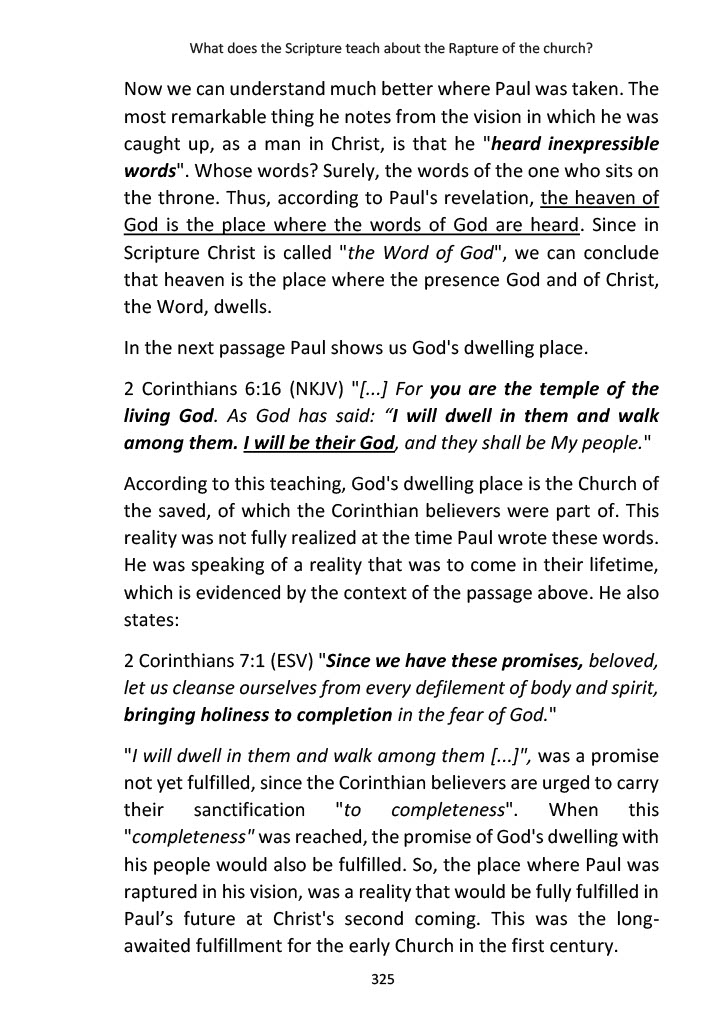 What does the Scripture teach about the Rapture of the church?
Now we can understand much better where Paul was taken. The
most remarkable thing he notes from the vision in which he was
caught up, as a man in Christ, is that he "heard inexpressible
words". Whose words? Surely, the words of the one who sits on
the throne. Thus, according to Paul's revelation, the heaven of
God is the place where the words of God are heard. Since in
Scripture Christ is called "the Word of God", we can conclude
that heaven is the place where the presence God and of Christ,
the Word, dwells.
In the next passage Paul shows us God's dwelling place.
2 Corinthians 6:16 (NKJV) "[...] For you are the temple of the
living God. As God has said: “I will dwell in them and walk
among them. I will be their God, and they shall be My people."
According to this teaching, God's dwelling place is the Church of
the saved, of which the Corinthian believers were part of. This
reality was not fully realized at the time Paul wrote these words.
He was speaking of a reality that was to come in their lifetime,
which is evidenced by the context of the passage above. He also
states:
2 Corinthians 7:1 (ESV) "Since we have these promises, beloved,
let us cleanse ourselves from every defilement of body and spirit,
bringing holiness to completion in the fear of God."
"I will dwell in them and walk among them [...]", was a promise
not yet fulfilled, since the Corinthian believers are urged to carry
their sanctification "to completeness". When this
"completeness" was reached, the promise of God's dwelling with
his people would also be fulfilled. So, the place where Paul was
raptured in his vision, was a reality that would be fully fulfilled in
Paul’s future at Christ's second coming. This was the long-
awaited fulfillment for the early Church in the first century.
325